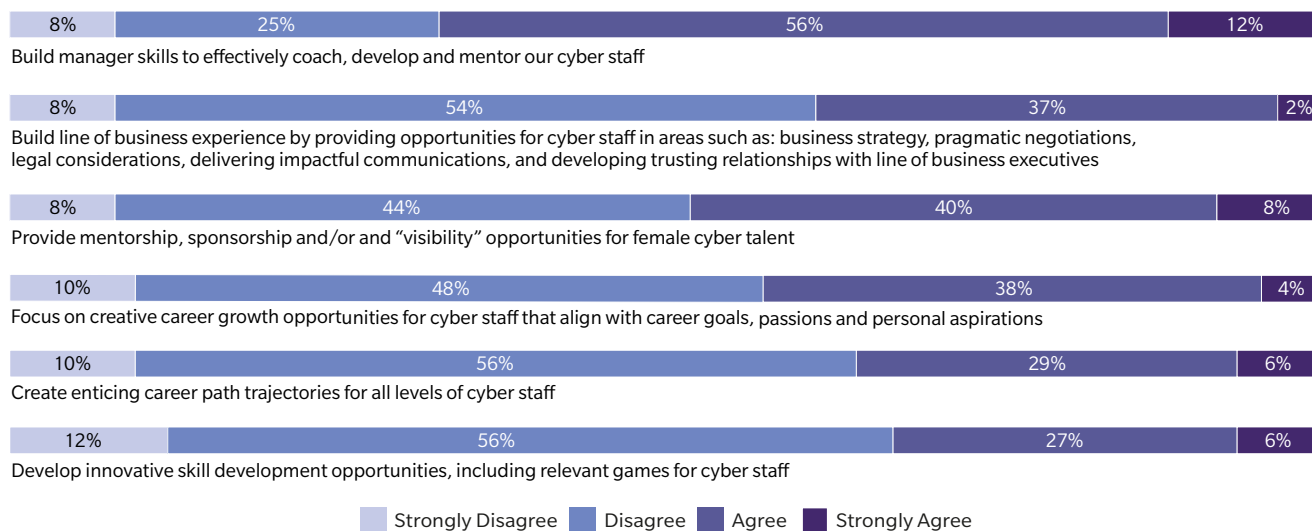 8% 25% 56% 12%
Build manager skills to effectively coach, develop and mentor our cyber staff
8% 54% 37% 2%
Build line of business experience by providing opportunities for cyber staff in areas such as: business strategy, pragmatic negotiations,
legal considerations, delivering impactful communications, and developing trusting relationships with line of business executives
8% 44% 40% 8%
Provide mentorship, sponsorship and/or and “visibility” opportunities for female cyber talent
10% 48% 38% 4%
Focus on creative career growth opportunities for cyber staff that align with career goals, passions and personal aspirations
10% 56% 29% 6%
Create enticing career path trajectories for all levels of cyber staff
12% 56% 27% 6%
Develop innovative skill development opportunities, including relevant games for cyber staff
Strongly Disagree Disagree Agree Strongly Agree